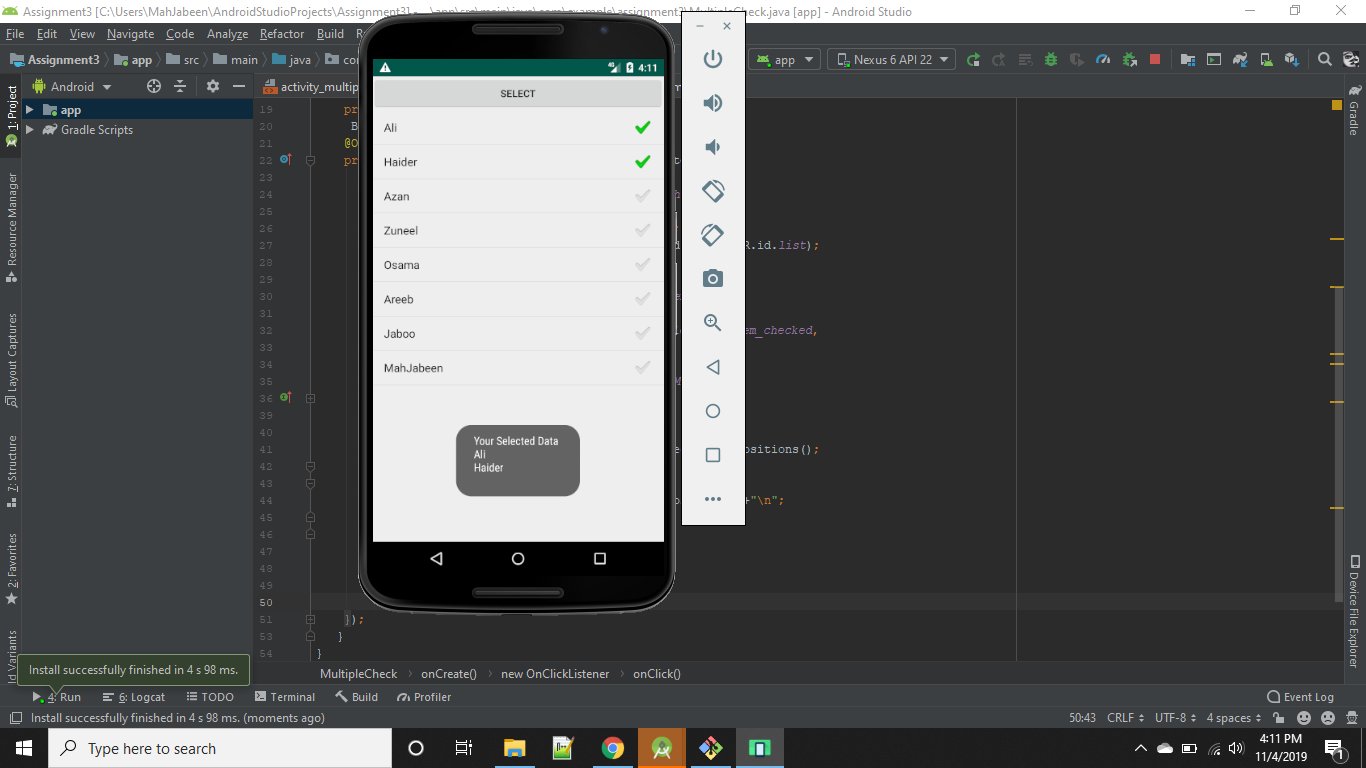 Assignment3 [C:\Users\MahJabeen\AndroidStudioProjects\Assignment3] - ...\app\src\main\java\com\example\assignment3\MultipleCheck.java [app] - Android Studio
File Edit View Navigate Code Analyze Refactor Build
Assignment3 app src main java app Nexus 6 API 22
Android activity_multip
1: Project
Resource Manager
Layout Captures
7: Structure
2: Favorites
ld Variants
app
Gradle Scripts
4:11
SELECT
Ali
Haider
Azan
Zuneel
Osama
Areeb
Jaboo
MahJabeen
Your Selected Data
Ali
Haider
19 pr
20 B
21 @O
22 pr
23
24
25
26
27 R.id.list);
28
29
30
31
32 em_checked,
33
34
35
36
39
40
41 ositions();
42
43
44 +"\n";
45
46
47
48
49
50
51 });
53 }
54 }
Gradle
Device File Explorer
Install successfully finished in 4 s 98 ms.
MultipleCheck onCreate() new OnClickListener onClick()
4: Run 6: Logcat TODO Terminal Build Profiler Event Log
Install successfully finished in 4 s 98 ms. (moments ago) 50:43 CRLF UTF-8 4 spaces
Type here to search
4:11 PM
11/4/2019
1